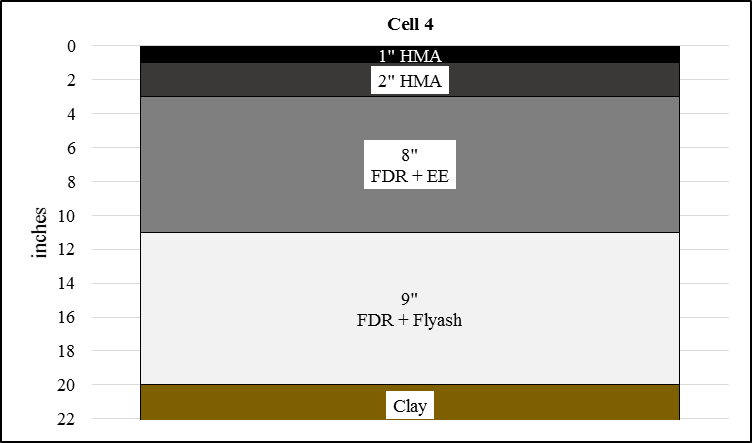 Cell 4
0
1" HMA
2
2" HMA
4
6
8"
FDR + EE
8
10
inches
12
14
9"
FDR + Flyash
16
18
20
Clay
22